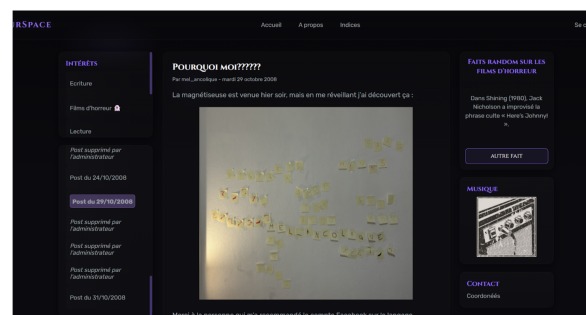 RSPACE
Accueil
A propos
Indices
INTÉRÊTS
Ecriture
Films d'horreur
Lecture
Post supprimé par
l'administrateur
Post du 24/10/2008
Post du 29/10/2008
Post supprimé par
l'administrateur
Post supprimé par
l'administrateur
Post supprimé par
l'administrateur
Post du 31/10/2008
POURQUOI MOI??????
Par mel_ancolique - mardi 29 octobre 2008
La magnétiseuse est venue hier soir, mais en me réveillant j'ai découvert ça :
FAITS RANDOM SUR LES
FILMS D'HORREUR
Dans Shining (1980), Jack
Nicholson a improvisé la
phrase culte « Here's Johnny!
».
AUTRE FAIT
MUSIQUE
CONTACT
Coordonéés